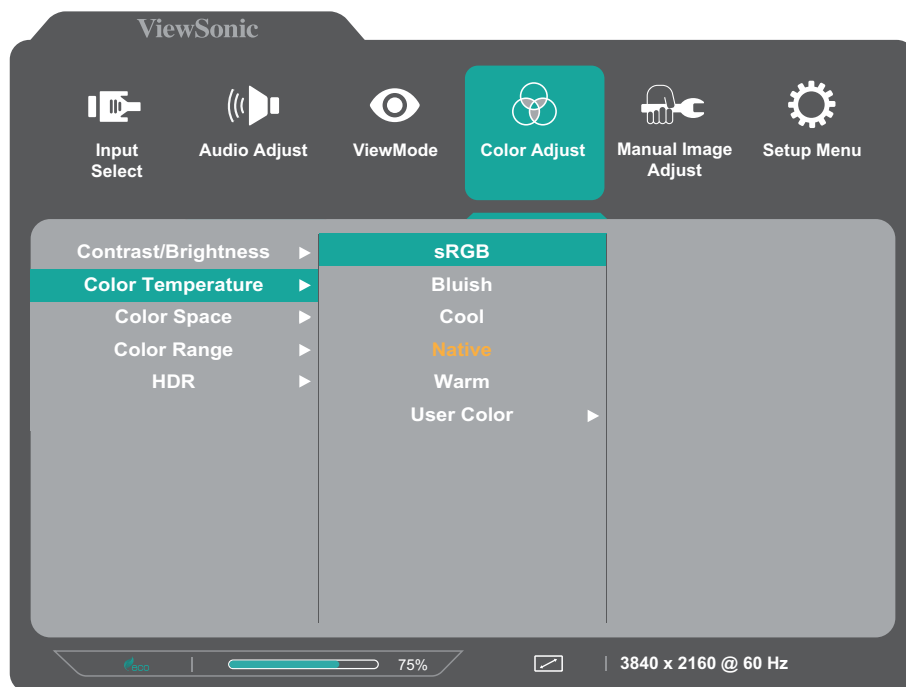 ViewSonic
Input
Select
Audio Adjust
ViewMode
Color Adjust
Manual Image
Adjust
Setup Menu
Contrast/Brightness
Color Temperature
Color Space
Color Range
HDR
sRGB
Bluish
Cool
Native
Warm
User Color
eco
75%
3840 x 2160 @ 60 Hz